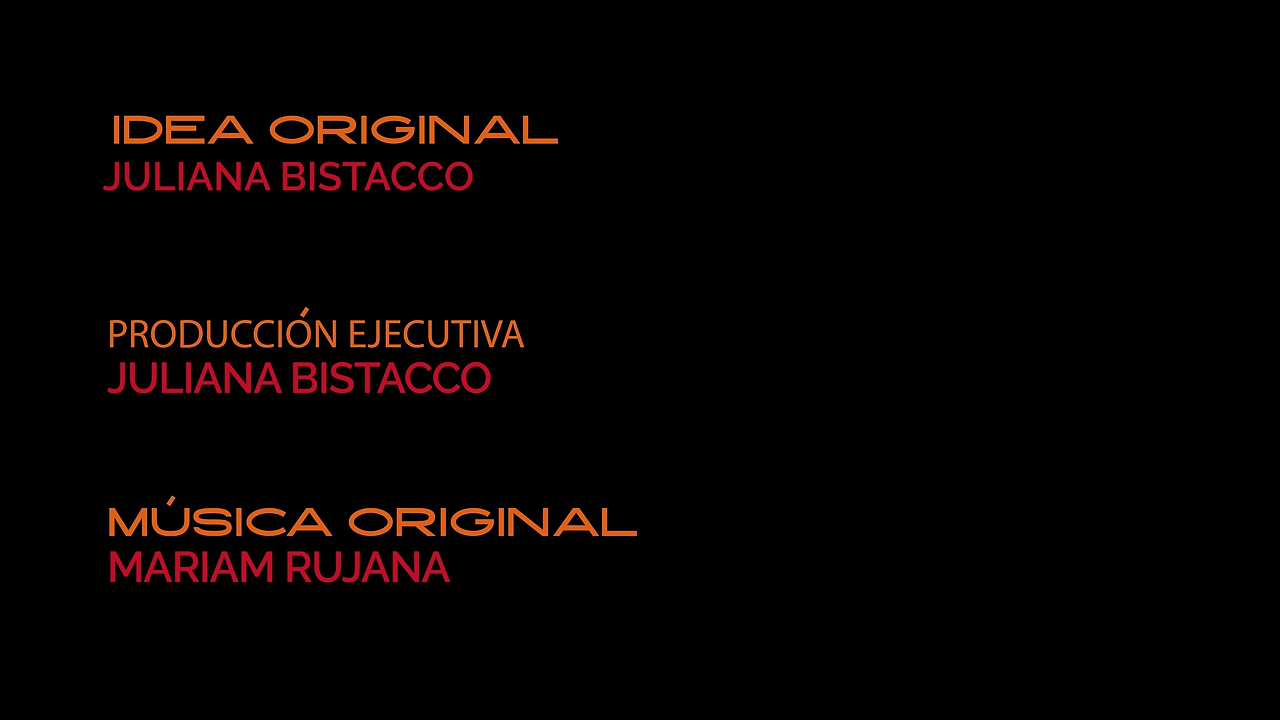 IDEA ORIGINAL
JULIANA BISTACCO
PRODUCCIÓN EJECUTIVA
JULIANA BISTACCO
MÚSICA ORIGINAL
MARIAM RUJANA